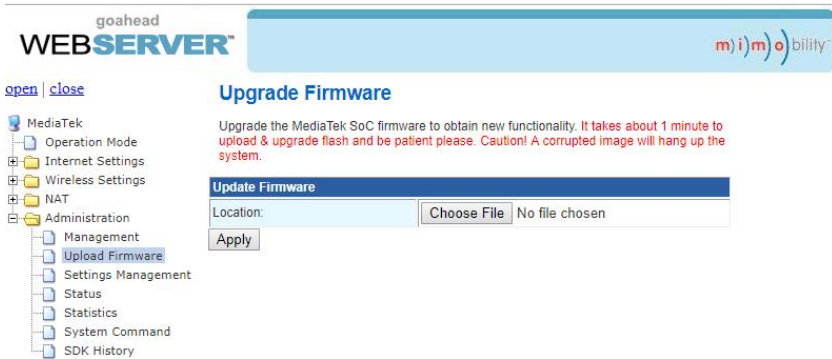 goahead
WEBSERVER™
m)i)m)o)bility™
open | close
MediaTek
Operation Mode
Internet Settings
Wireless Settings
NAT
Administration
Management
Upload Firmware
Settings Management
Status
Statistics
System Command
SDK History
Upgrade Firmware
Upgrade the MediaTek SoC firmware to obtain new functionality. It takes about 1 minute to
upload & upgrade flash and be patient please. Caution! A corrupted image will hang up the
system.
Update Firmware
Location: Choose File No file chosen
Apply